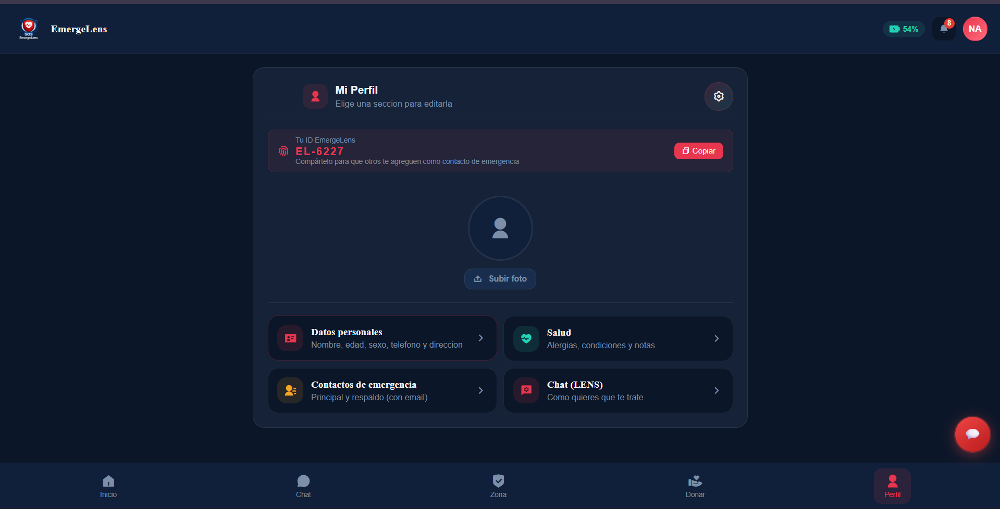 SOS
EmergeLens
EmergeLens
54%
8
NA
Mi Perfil
Elige una seccion para editarla
Tu ID EmergeLens
EL-6227
Compártelo para que otros te agreguen como contacto de emergencia
Copiar
Subir foto
Datos personales
Nombre, edad, sexo, telefono y direccion
Salud
Alergias, condiciones y notas
Contactos de emergencia
Principal y respaldo (con email)
Chat (LENS)
Como quieres que te trate
Inicio
Chat
Zona
Donar
Perfil